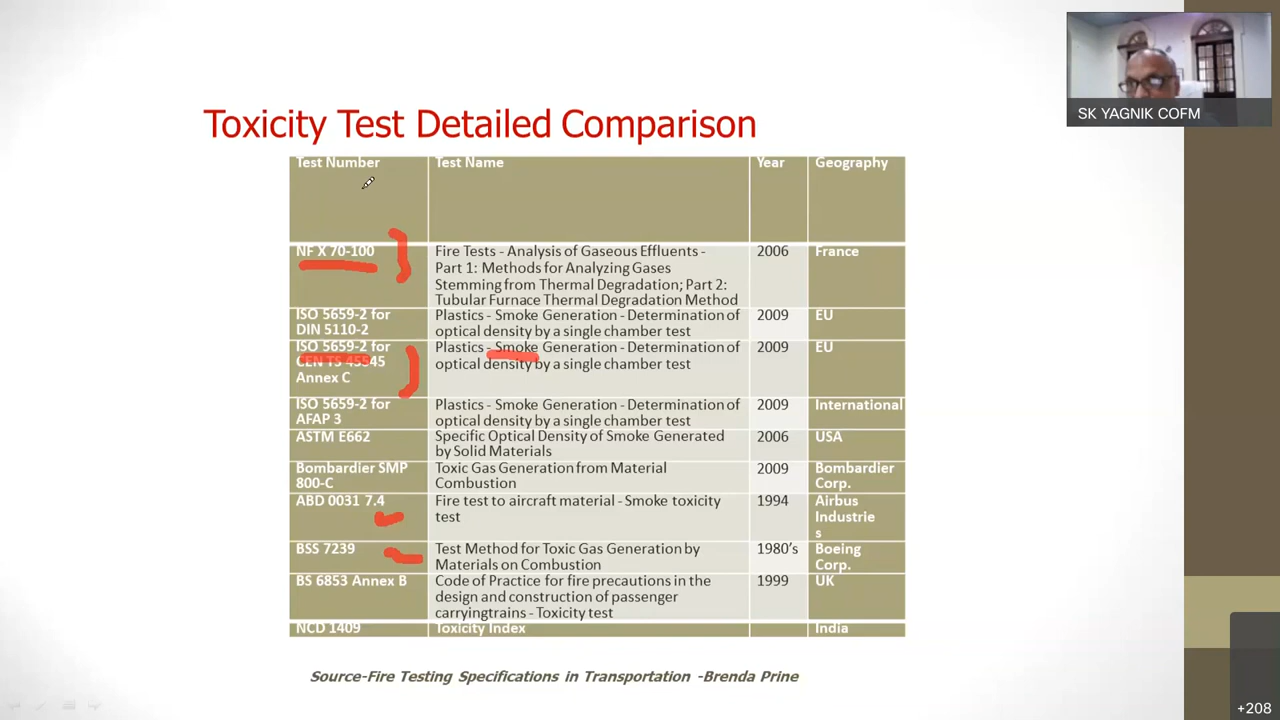 SK YAGNIK COFM
Toxicity Test Detailed Comparison
Test Number Test Name Year Geography
NF X 70-100 Fire Tests - Analysis of Gaseous Effluents - 2006 France
Part 1: Methods for Analyzing Gases
Stemming from Thermal Degradation; Part 2:
Tubular Furnace Thermal Degradation Method
ISO 5659-2 for Plastics - Smoke Generation - Determination of 2009 EU
DIN 5110-2 optical density by a single chamber test
ISO 5659-2 for Plastics - Smoke Generation - Determination of 2009 EU
CEN TS 45545 optical density by a single chamber test
Annex C
ISO 5659-2 for Plastics - Smoke Generation - Determination of 2009 International
AFAP 3 optical density by a single chamber test
ASTM E662 Specific Optical Density of Smoke Generated 2006 USA
by Solid Materials
Bombardier SMP Toxic Gas Generation from Material 2009 Bombardier
800-C Combustion Corp.
ABD 0031 7.4 Fire test to aircraft material - Smoke toxicity 1994 Airbus
test Industrie
s
BSS 7239 Test Method for Toxic Gas Generation by 1980's Boeing
Materials on Combustion Corp.
BS 6853 Annex B Code of Practice for fire precautions in the 1999 UK
design and construction of passenger
carryingtrains - Toxicity test
NCD 1409 Toxicity Index India
Source-Fire Testing Specifications in Transportation -Brenda Prine
+208